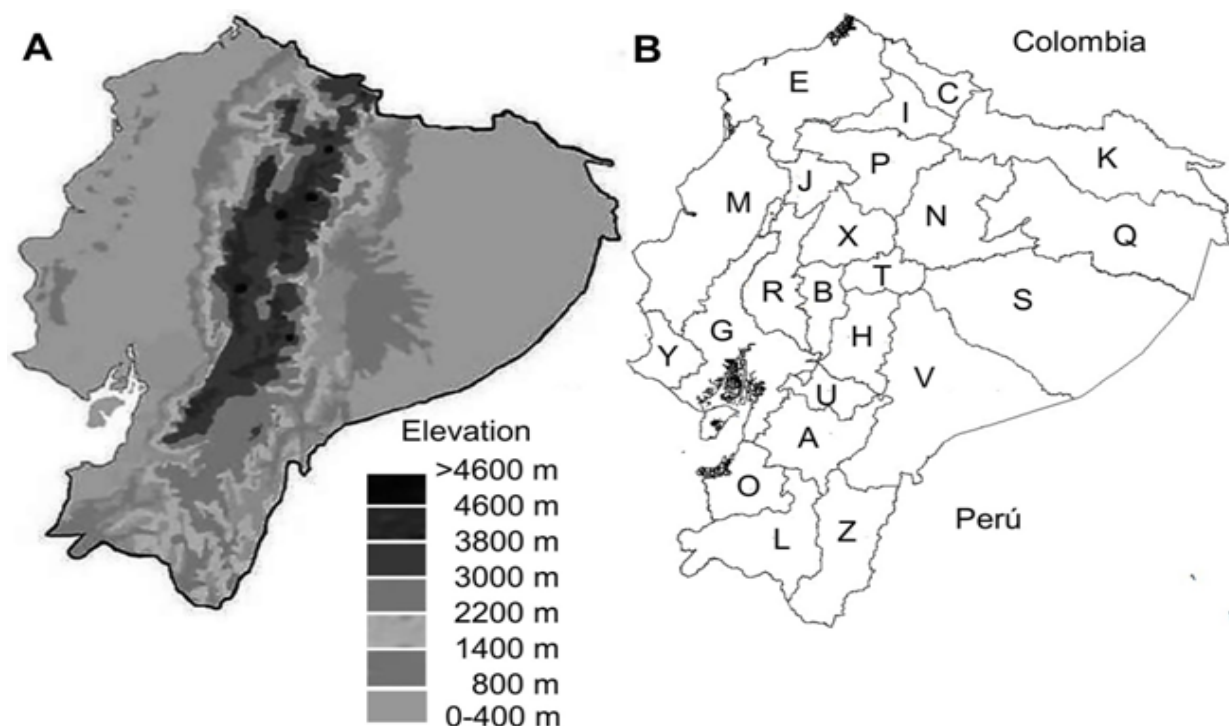 A
Elevation
>4600 m
4600 m
3800 m
3000 m
2200 m
1400 m
800 m
0-400 m
B
Colombia
E
C
I
K
P
J
M
N
Q
X
T
R
B
S
G
H
Y
V
U
A
O
Perú
L
Z